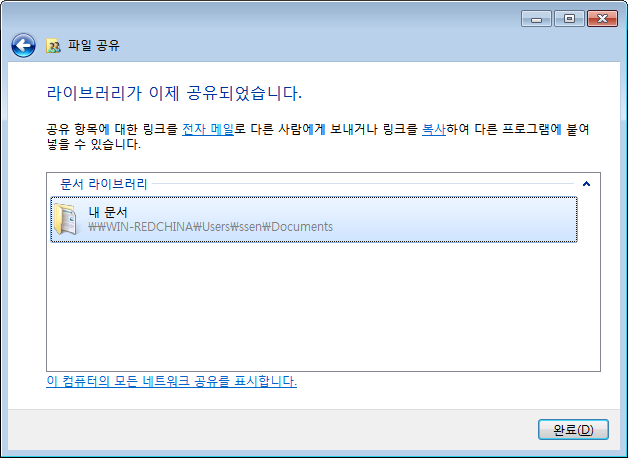 파일 공유
라이브러리가 이제 공유되었습니다.
공유 항목에 대한 링크를 전자 메일로 다른 사람에게 보내거나 링크를 복사하여 다른 프로그램에 붙여
넣을 수 있습니다.
문서 라이브러리
내 문서
₩₩WIN-REDCHINA₩Users₩ssen₩Documents
이 컴퓨터의 모든 네트워크 공유를 표시합니다.
완료(D)